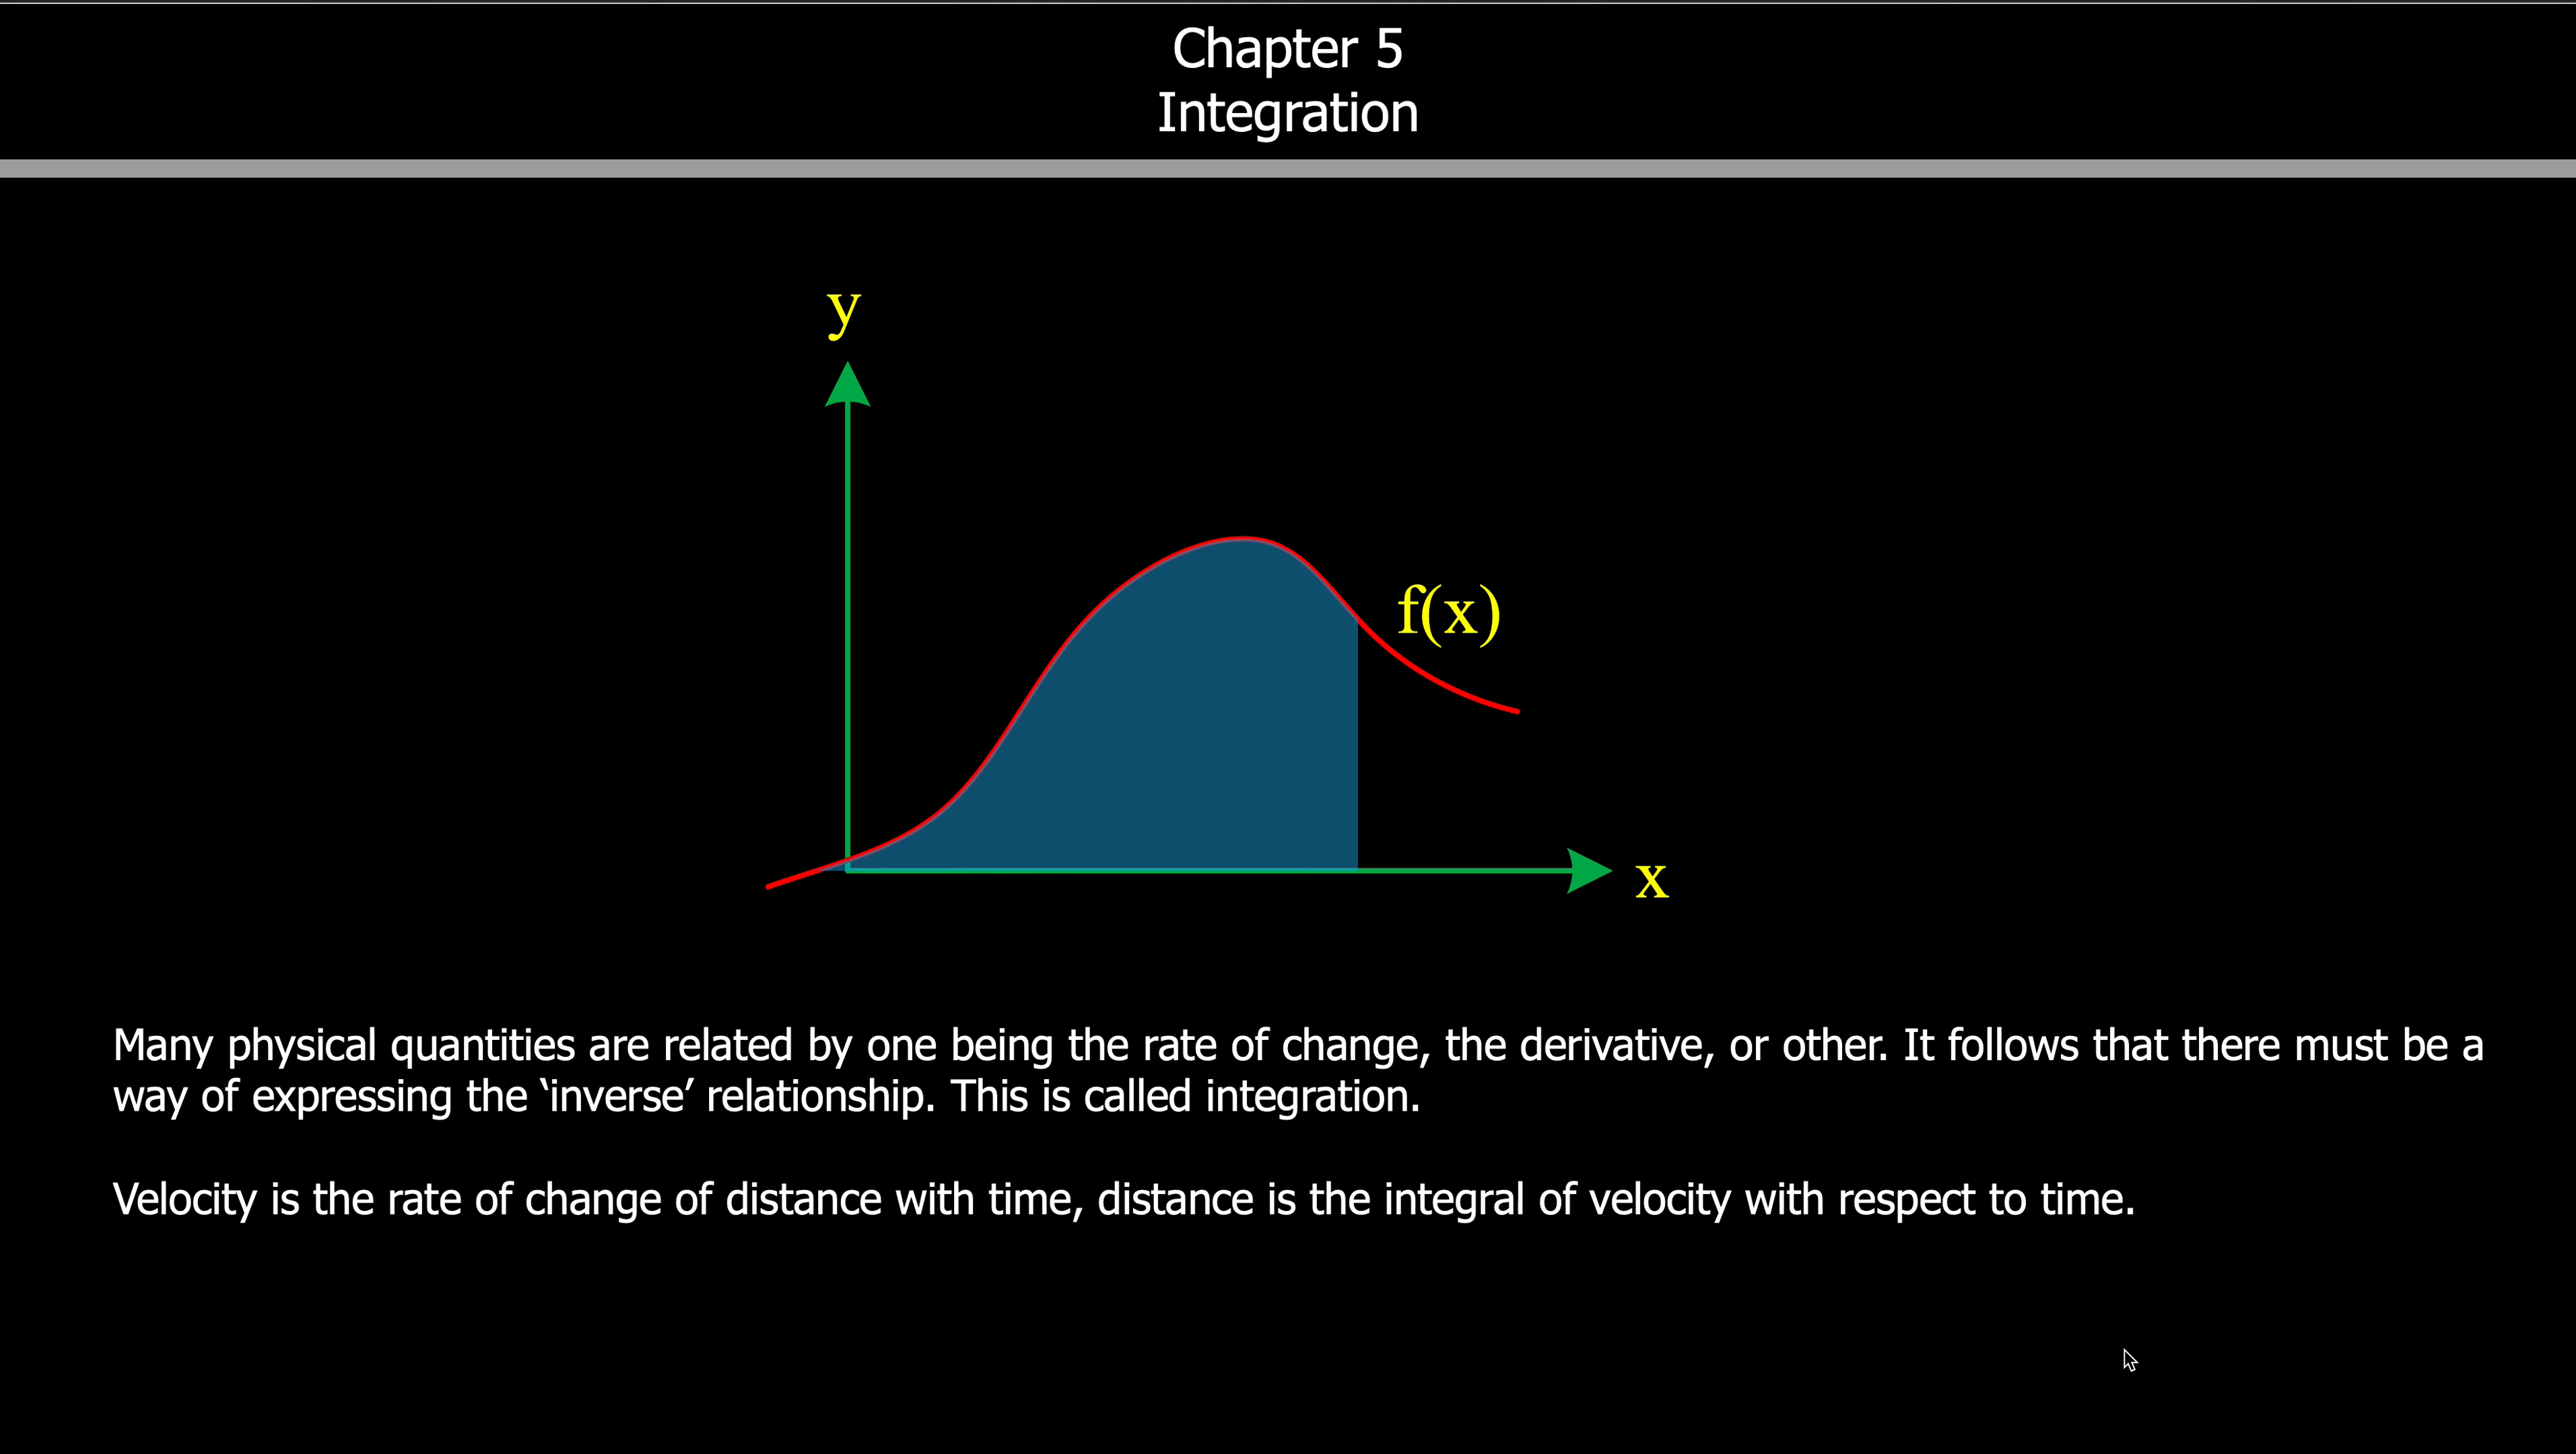 Chapter 5
Integration
y
f(x)
x
Many physical quantities are related by one being the rate of change, the derivative, or other. It follows that there must be a
way of expressing the ‘inverse’ relationship. This is called integration.
Velocity is the rate of change of distance with time, distance is the integral of velocity with respect to time.